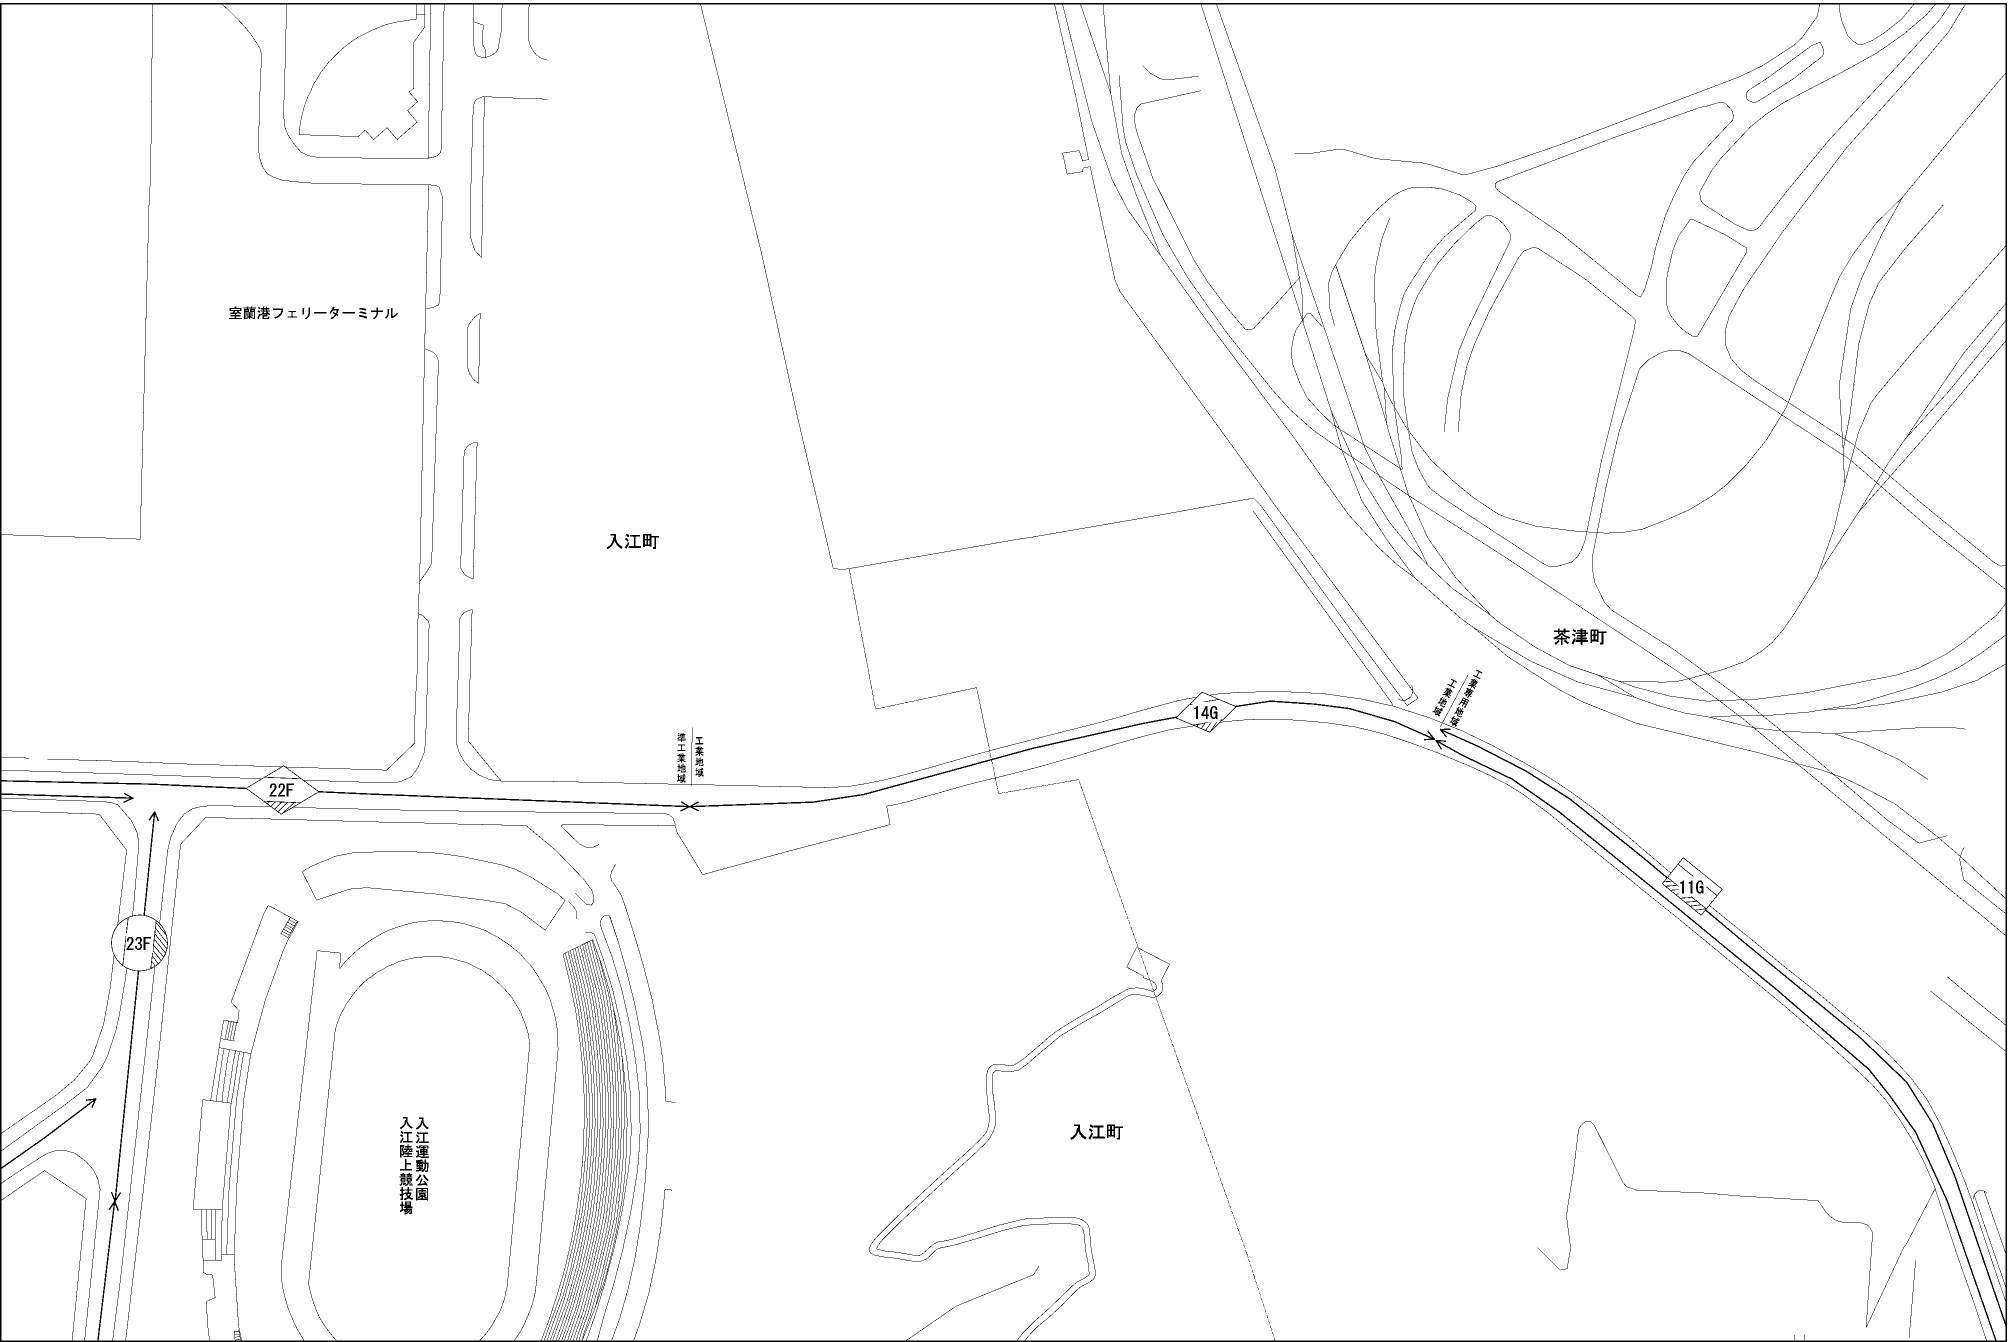 室蘭港フェリーターミナル
入江町
茶津町
工業専用地域
工業地域
14G
工業地域
準工業地域
22F
11G
23F
入江運動公園
入江陸上競技場
入江町